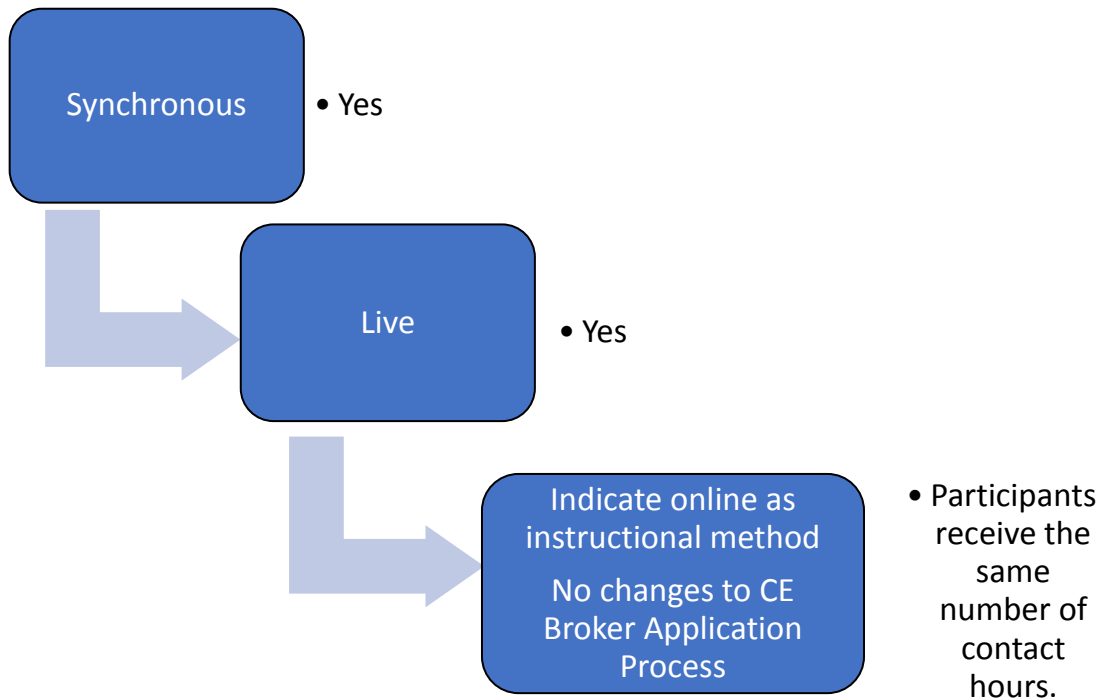 Synchronous
• Yes
Live
• Yes
Indicate online as
instructional method
No changes to CE
Broker Application
Process
• Participants
receive the
same
number of
contact
hours.